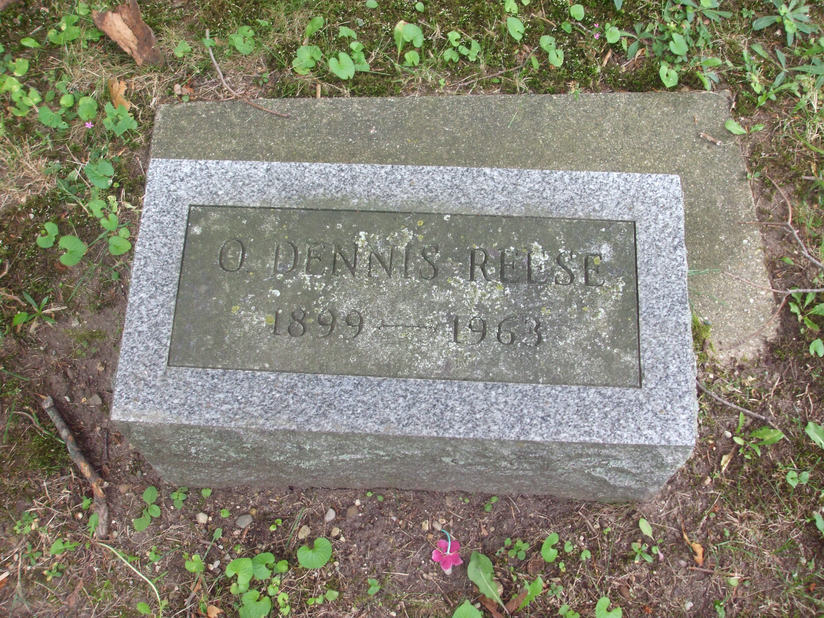 O DENNIS REESE
1899 — 1963